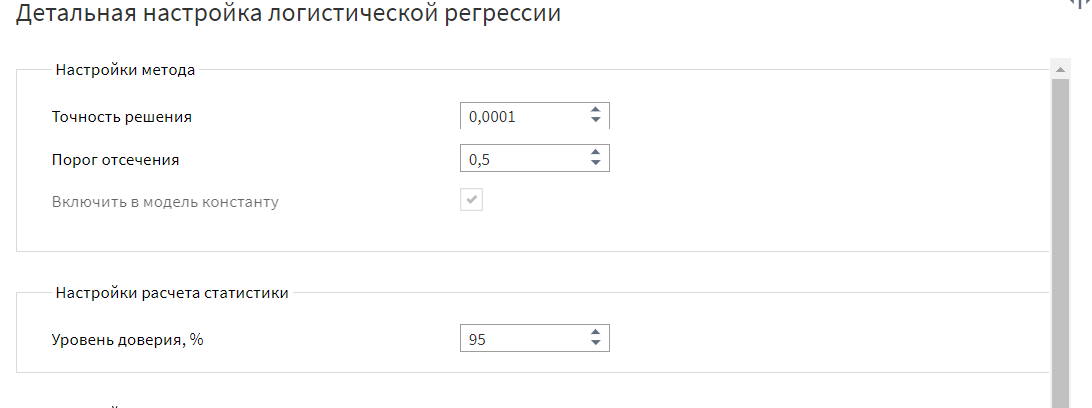 Детальная настройка логистической регрессии
Настройки метода
Точность решения 0,0001
Порог отсечения 0,5
Включить в модель константу
Настройки расчета статистики
Уровень доверия, % 95